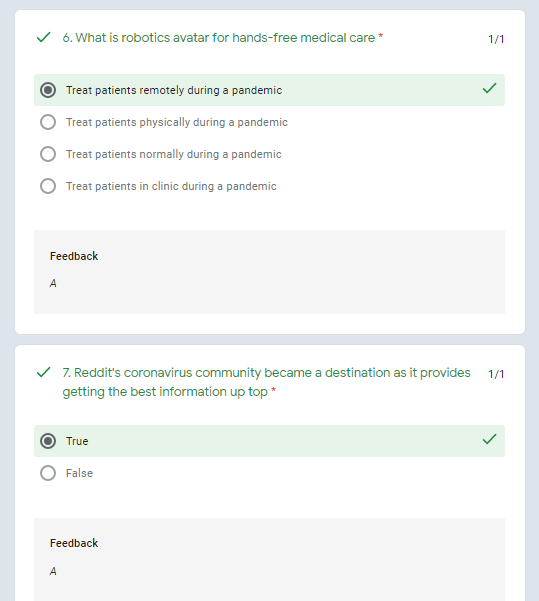 6. What is robotics avatar for hands-free medical care *
1/1
Treat patients remotely during a pandemic
Treat patients physically during a pandemic
Treat patients normally during a pandemic
Treat patients in clinic during a pandemic
Feedback
A
7. Reddit's coronavirus community became a destination as it provides
1/1
getting the best information up top *
True
False
Feedback
A